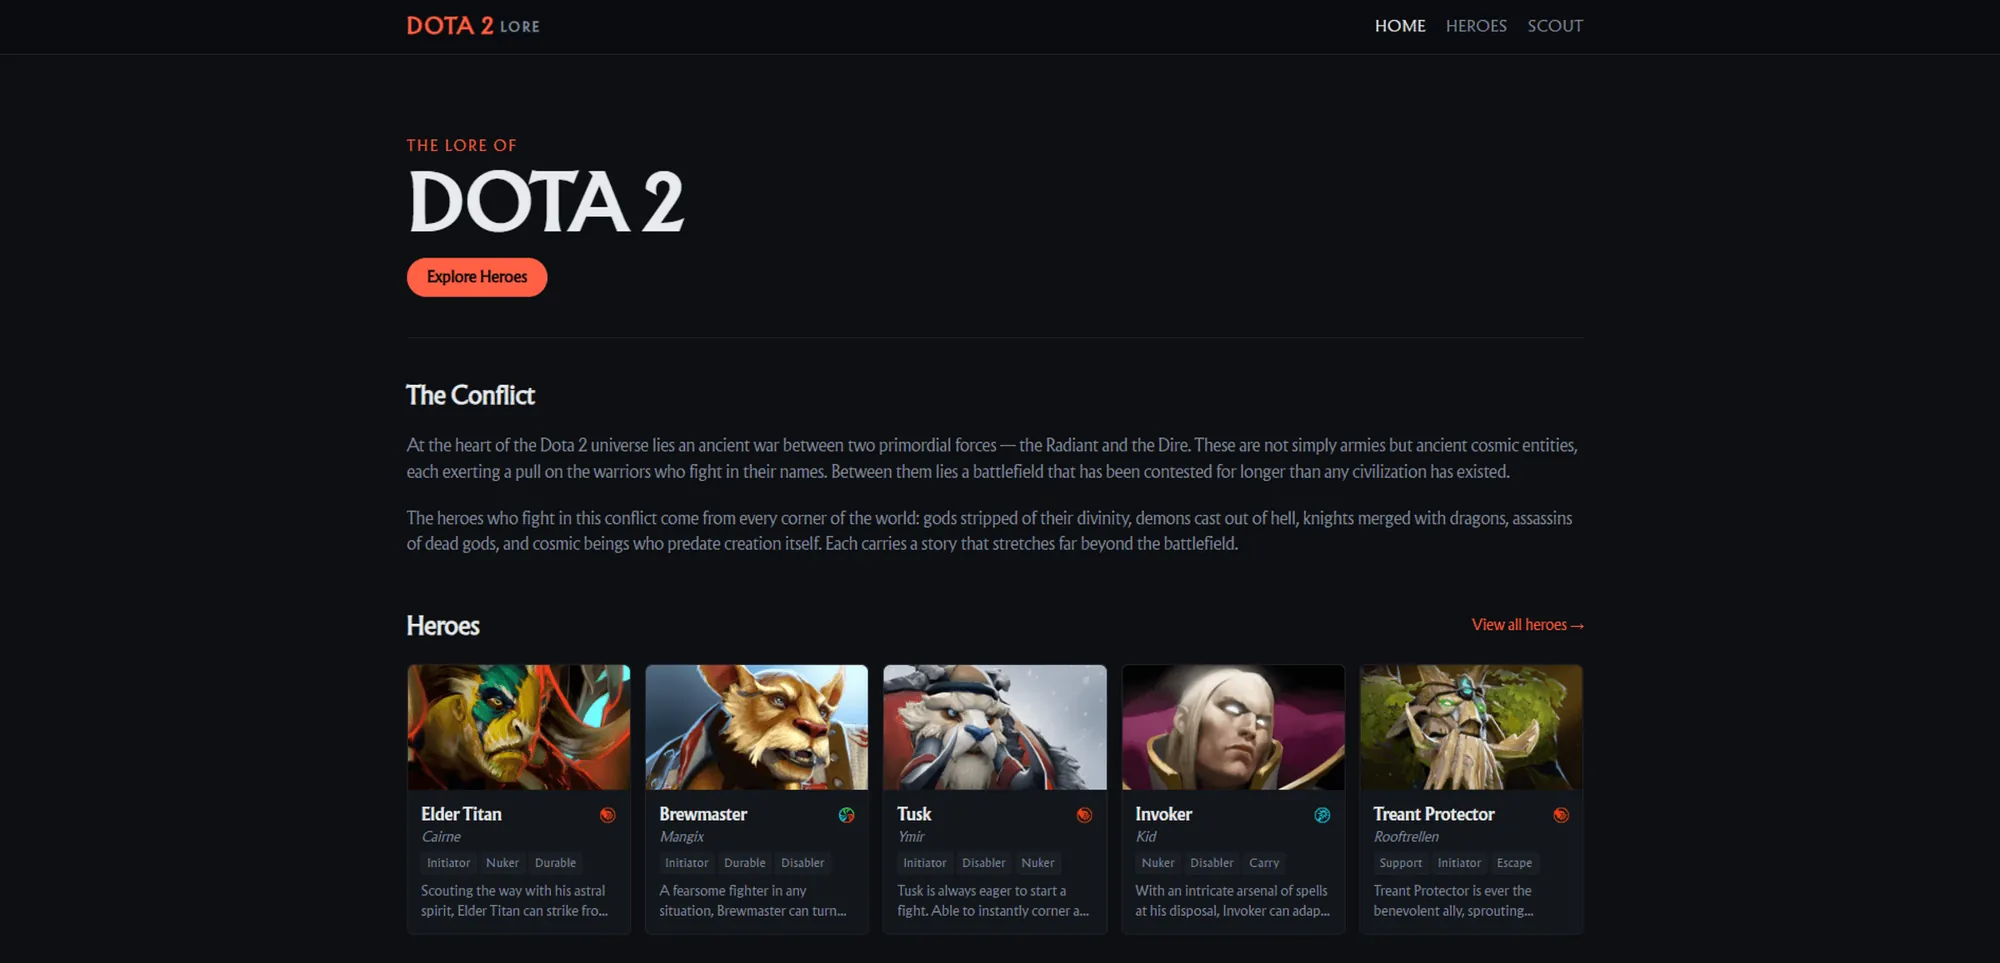 DOTA 2 LORE
HOME HEROES SCOUT
THE LORE OF
DOTA 2
Explore Heroes
The Conflict
At the heart of the Dota 2 universe lies an ancient war between two primordial forces — the Radiant and the Dire. These are not simply armies but ancient cosmic entities,
each exerting a pull on the warriors who fight in their names. Between them lies a battlefield that has been contested for longer than any civilization has existed.
The heroes who fight in this conflict come from every corner of the world: gods stripped of their divinity, demons cast out of hell, knights merged with dragons, assassins
of dead gods, and cosmic beings who predate creation itself. Each carries a story that stretches far beyond the battlefield.
Heroes
View all heroes →
Elder Titan
Cairne
Initiator Nuker Durable
Scouting the way with his astral
spirit, Elder Titan can strike fro...
Brewmaster
Mangix
Initiator Durable Disabler
A fearsome fighter in any
situation, Brewmaster can turn...
Tusk
Ymir
Initiator Disabler Nuker
Tusk is always eager to start a
fight. Able to instantly corner a...
Invoker
Kid
Nuker Disabler Carry
With an intricate arsenal of spells
at his disposal, Invoker can adap...
Treant Protector
Rooftrellen
Support Initiator Escape
Treant Protector is ever the
benevolent ally, sprouting...